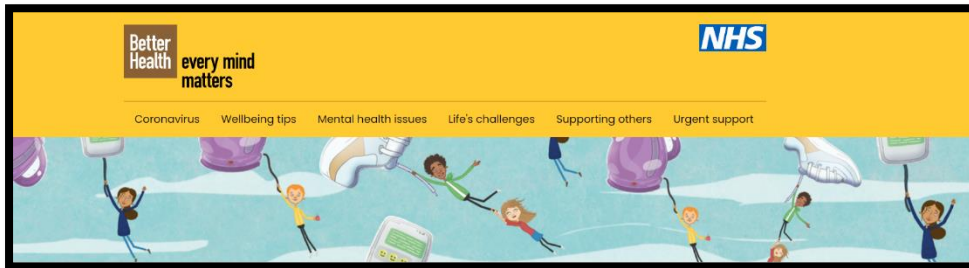 Better
Health
every mind
matters
NHS
Coronavirus Wellbeing tips Mental health issues Life's challenges Supporting others Urgent support